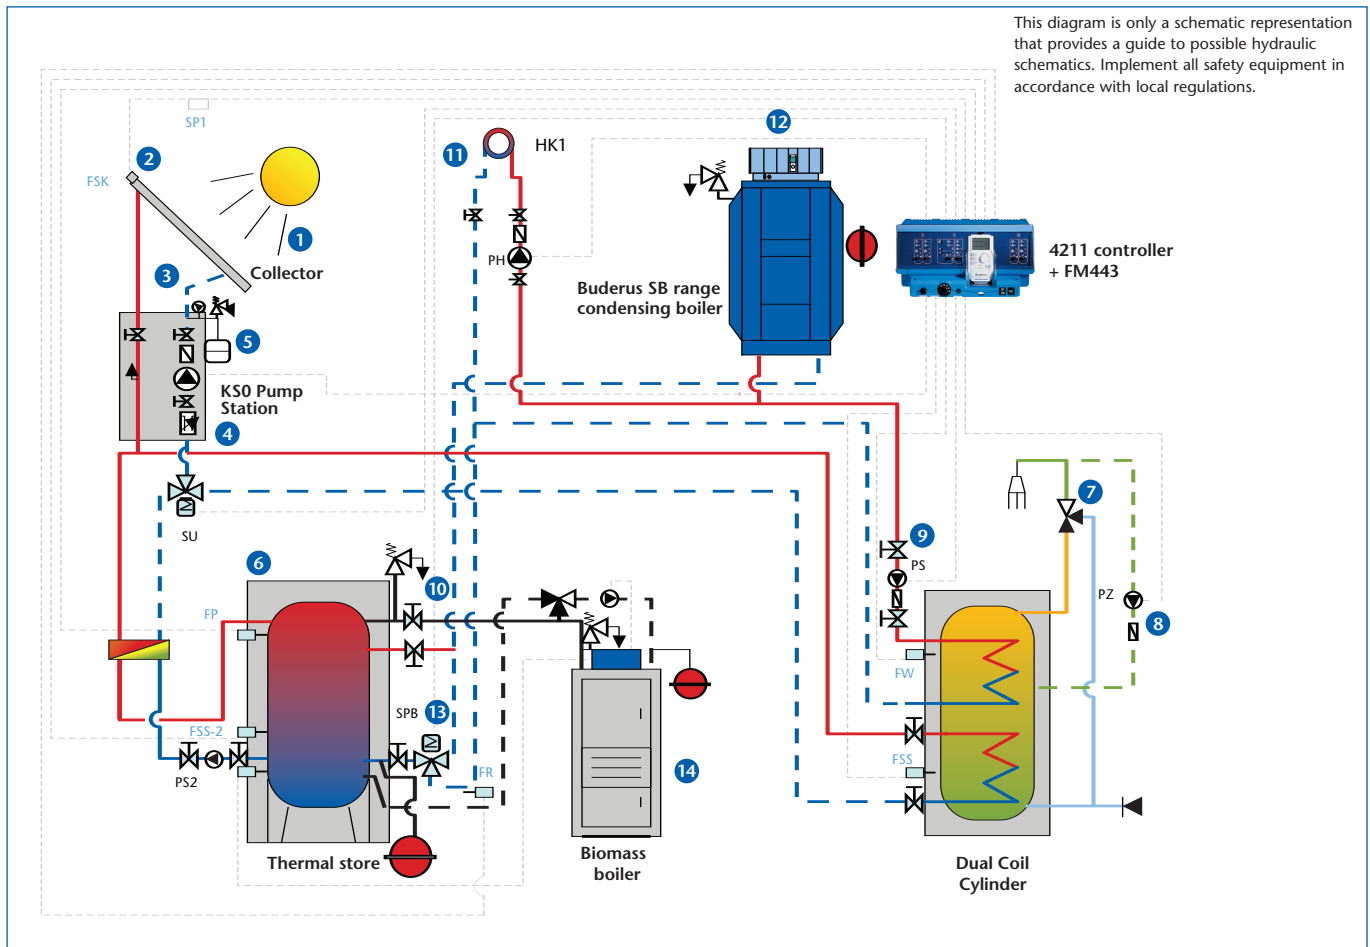 This diagram is only a schematic representation
that provides a guide to possible hydraulic
schematics. Implement all safety equipment in
accordance with local regulations.
SP1
2
FSK
1
Collector
3
5
KS0 Pump
Station
4
SU
11
HK1
PH
12
Buderus SB range
condensing boiler
4211 controller
+ FM443
7
9
PS
PZ
8
FW
FSS
Dual Coil
Cylinder
6
FP
10
FSS-2
PS2
SPB
13
FR
14
Thermal store
Biomass
boiler